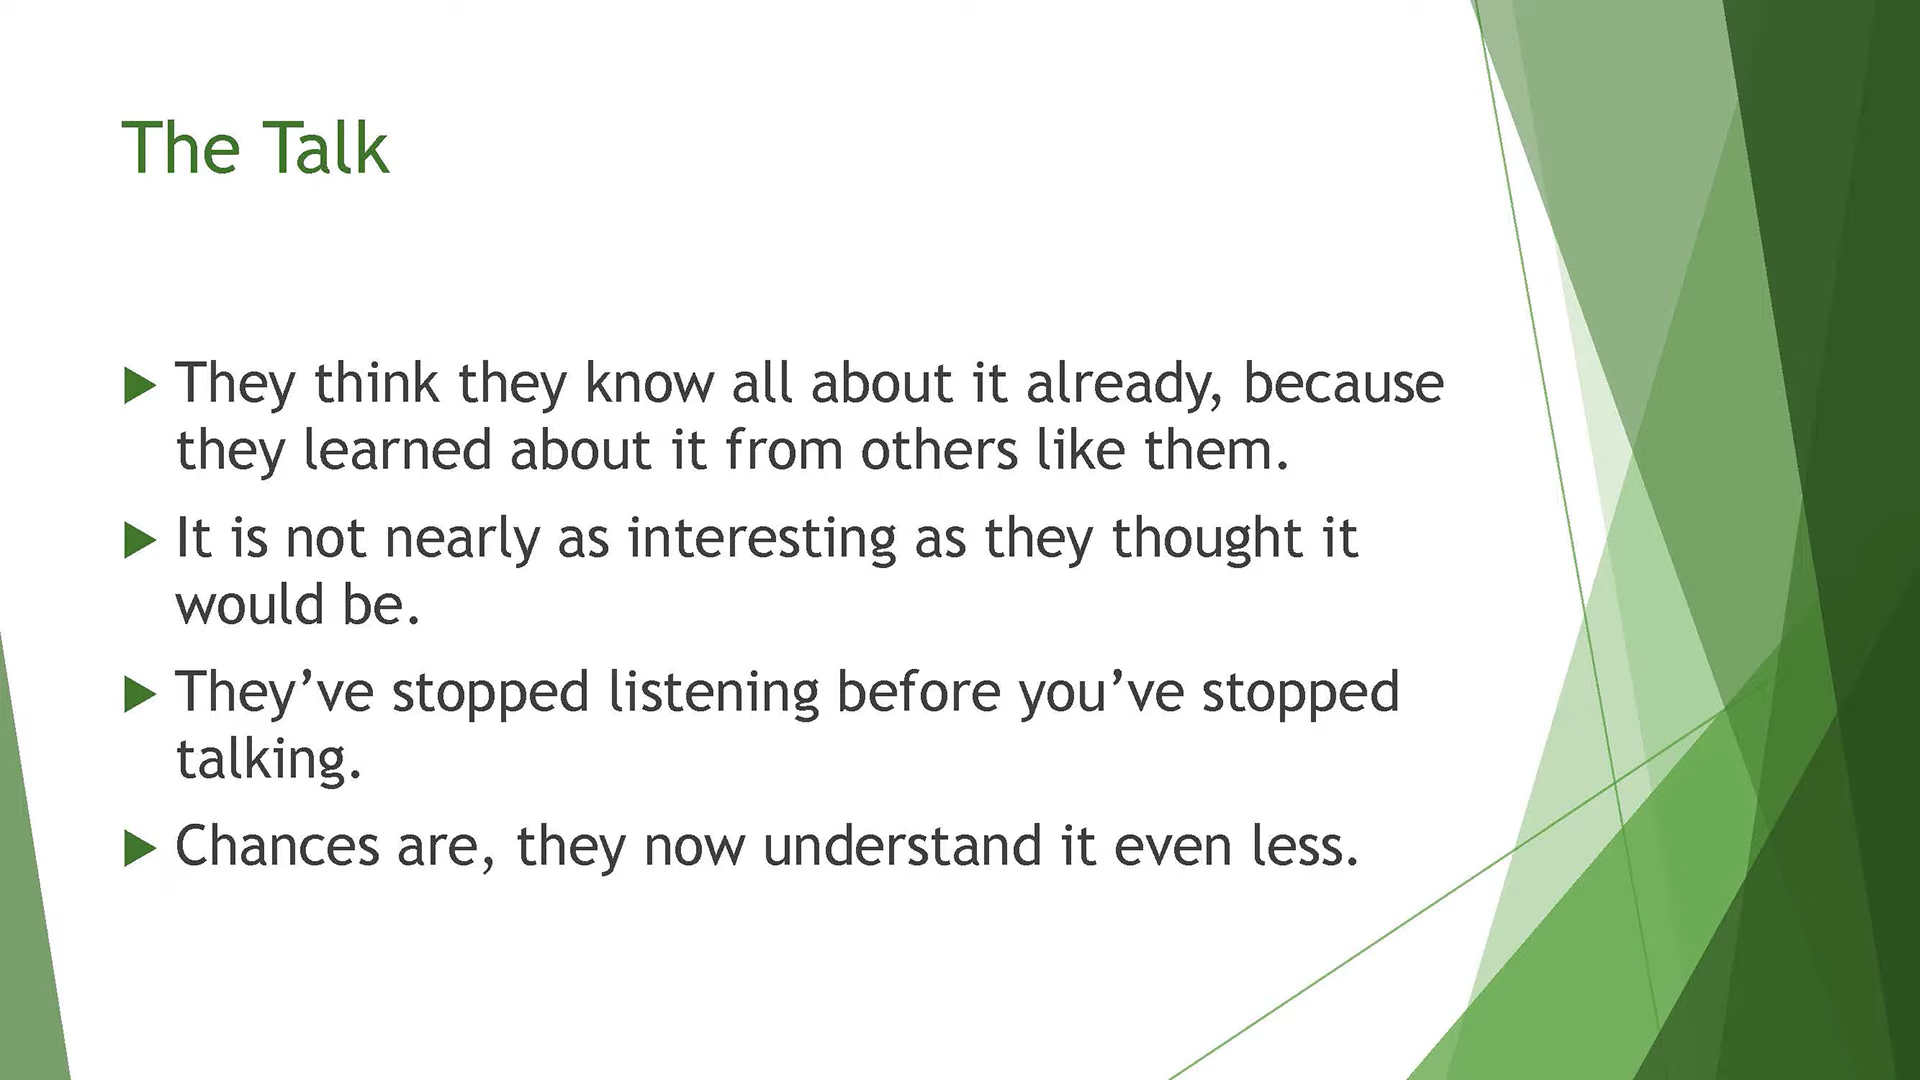 The Talk
They think they know all about it already, because
they learned about it from others like them.
It is not nearly as interesting as they thought it
would be.
They’ve stopped listening before you’ve stopped
talking.
Chances are, they now understand it even less.